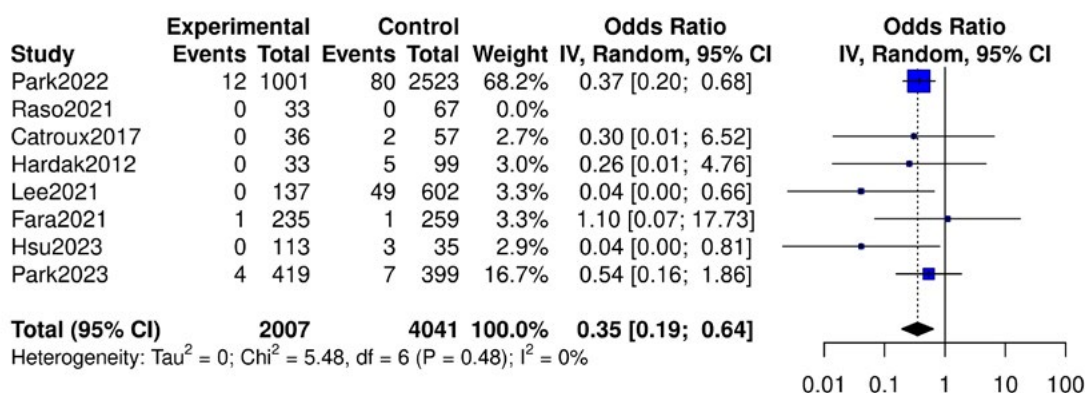 Experimental Control Odds Ratio Odds Ratio
Study Events Total Events Total Weight IV, Random, 95% CI IV, Random, 95% CI
Park2022 12 1001 80 2523 68.2% 0.37 [0.20; 0.68]
Raso2021 0 33 0 67 0.0%
Catroux2017 0 36 2 57 2.7% 0.30 [0.01; 6.52]
Hardak2012 0 33 5 99 3.0% 0.26 [0.01; 4.76]
Lee2021 0 137 49 602 3.3% 0.04 [0.00; 0.66]
Fara2021 1 235 1 259 3.3% 1.10 [0.07; 17.73]
Hsu2023 0 113 3 35 2.9% 0.04 [0.00; 0.81]
Park2023 4 419 7 399 16.7% 0.54 [0.16; 1.86]
Total (95% CI) 2007 4041 100.0% 0.35 [0.19; 0.64]
Heterogeneity: Tau² = 0; Chi² = 5.48, df = 6 (P = 0.48); I² = 0%
0.01 0.1 1 10 100